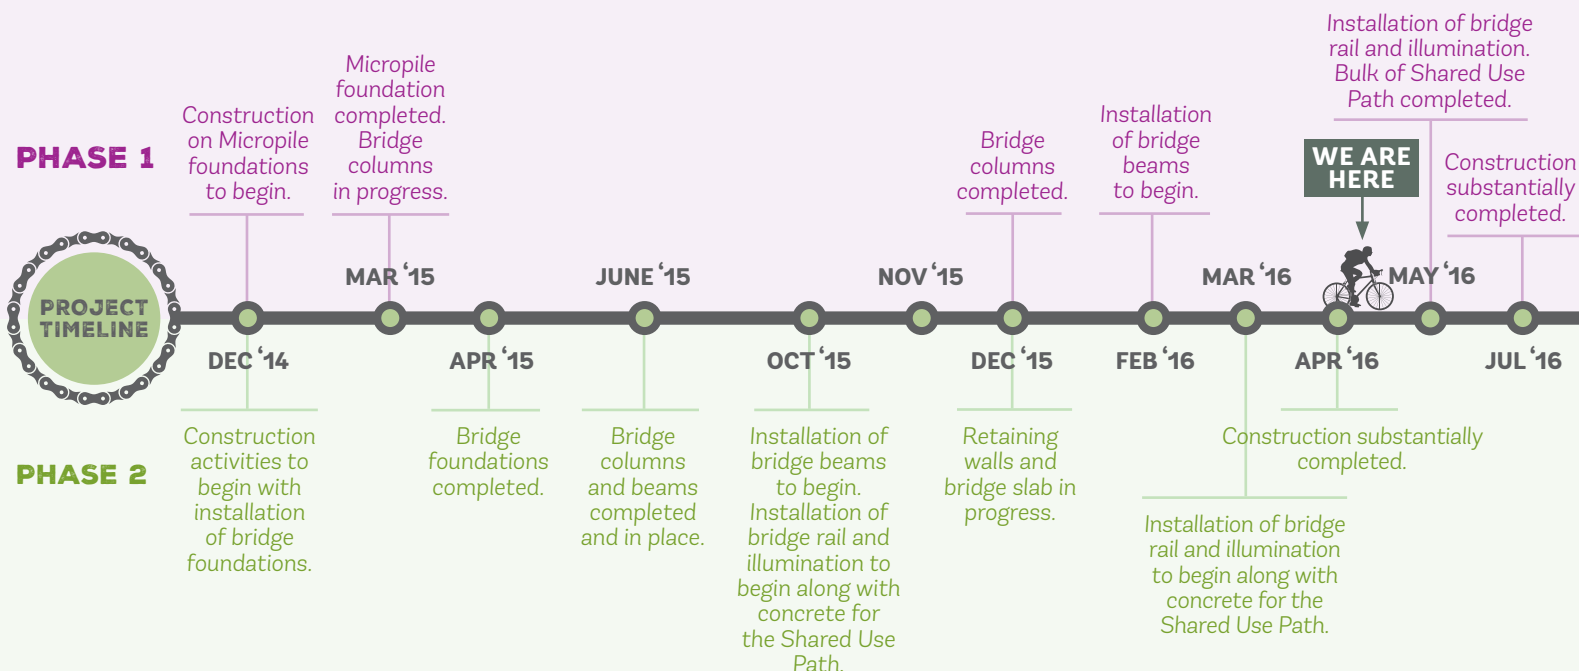 PHASE 1
Construction
on Micropile
foundations
to begin.
Micropile
foundation
completed.
Bridge
columns
in progress.
Bridge
columns
completed.
Installation
of bridge
beams
to begin.
Installation of bridge
rail and illumination.
Bulk of Shared Use
Path completed.
WE ARE
HERE
Construction
substantially
completed.
PROJECT
TIMELINE
MAR ‘15
JUNE ‘15
NOV ‘15
MAR ‘16
MAY ‘16
DEC ‘14
APR ‘15
OCT ‘15
DEC ‘15
FEB ‘16
APR ‘16
JUL ‘16
PHASE 2
Construction
activities to
begin with
installation
of bridge
foundations.
Bridge
foundations
completed.
Bridge
columns
and beams
completed
and in place.
Installation of
bridge beams
to begin.
Installation of
bridge rail and
illumination to
begin along with
concrete for
the Shared Use
Path.
Retaining
walls and
bridge slab in
progress.
Installation of bridge
rail and illumination
to begin along with
concrete for the
Shared Use Path.
Construction substantially
completed.